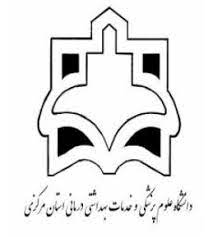 دانشگاه علوم پزشکی و خدمات بهداشتی درمانی استان مرکزی